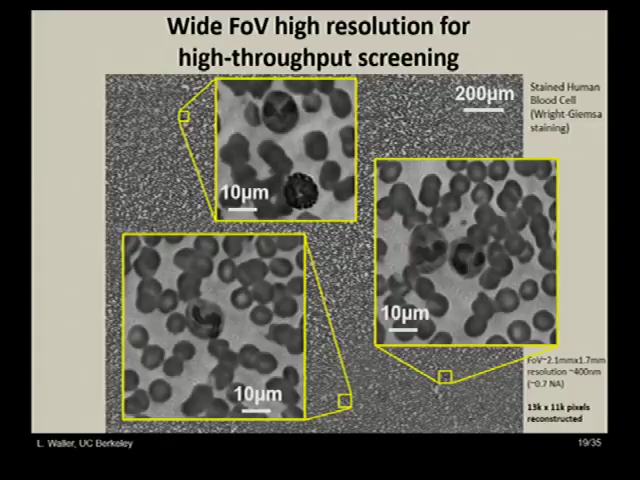 Wide FoV high resolution for
high-throughput screening
200µm
Stained Human
Blood Cell
(Wright-Giemsa
staining)
10µm
10µm
10µm
FoV~2.1mmx1.7mm
resolution ~400nm
(~0.7 NA)
13k x 11k pixels
reconstructed
L. Waller, UC Berkeley
19/35